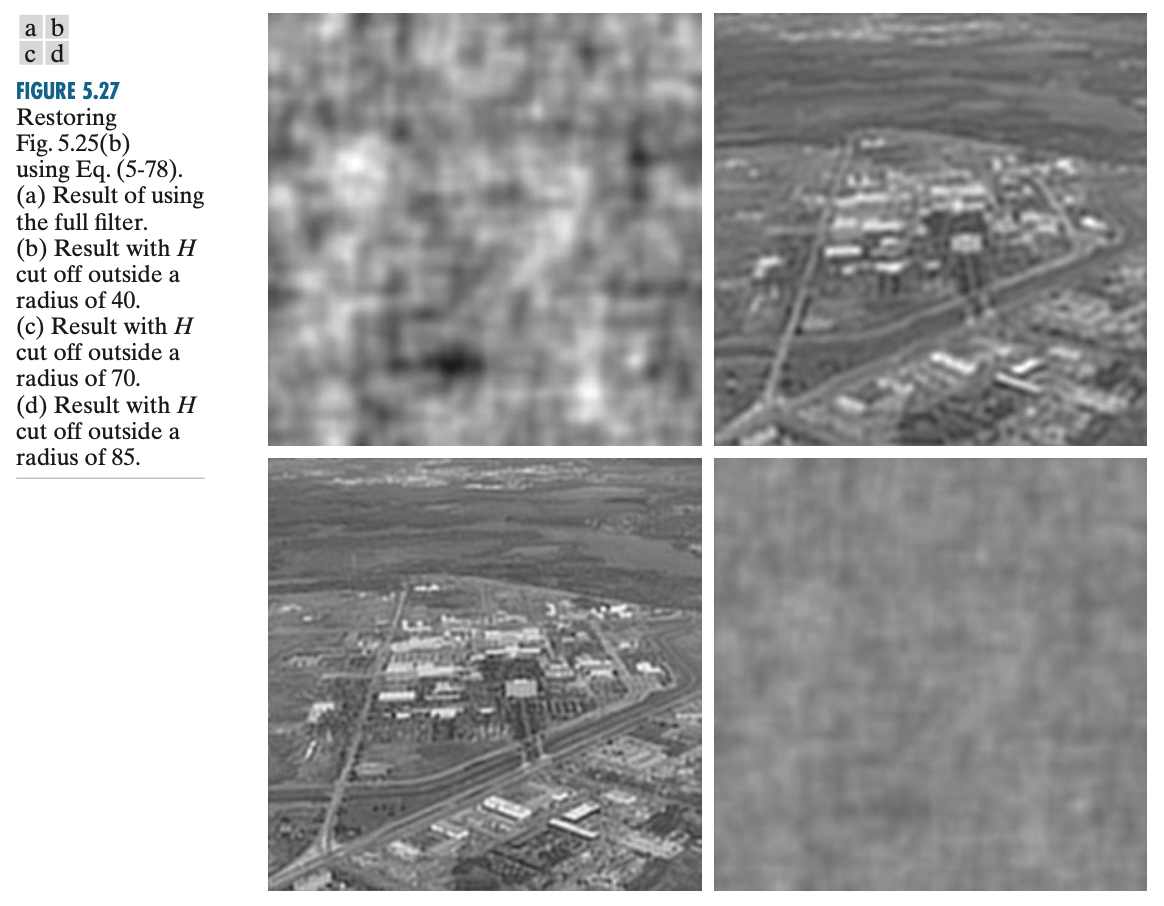 a b
c d
FIGURE 5.27
Restoring
Fig. 5.25(b)
using Eq. (5-78).
(a) Result of using
the full filter.
(b) Result with H
cut off outside a
radius of 40.
(c) Result with H
cut off outside a
radius of 70.
(d) Result with H
cut off outside a
radius of 85.